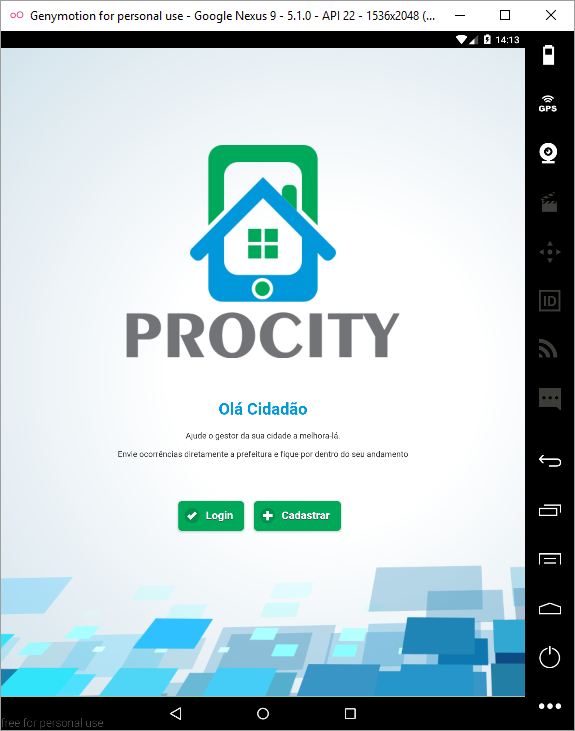 Genymotion for personal use - Google Nexus 9 - 5.1.0 - API 22 - 1536x2048 (...
14:13
GPS
ID
PROCITY
Olá Cidadão
Ajude o gestor da sua cidade a melhora-lá.
Envie ocorrências diretamente a prefeitura e fique por dentro do seu andamento
Login
Cadastrar
free for personal use